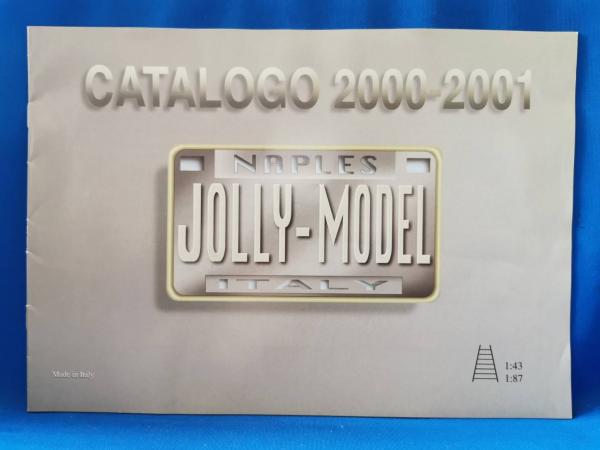 CATALOGO 2000-2001
NAPLES
JOLLY-MODEL
ITALY
Made in Italy
1:43
1:87